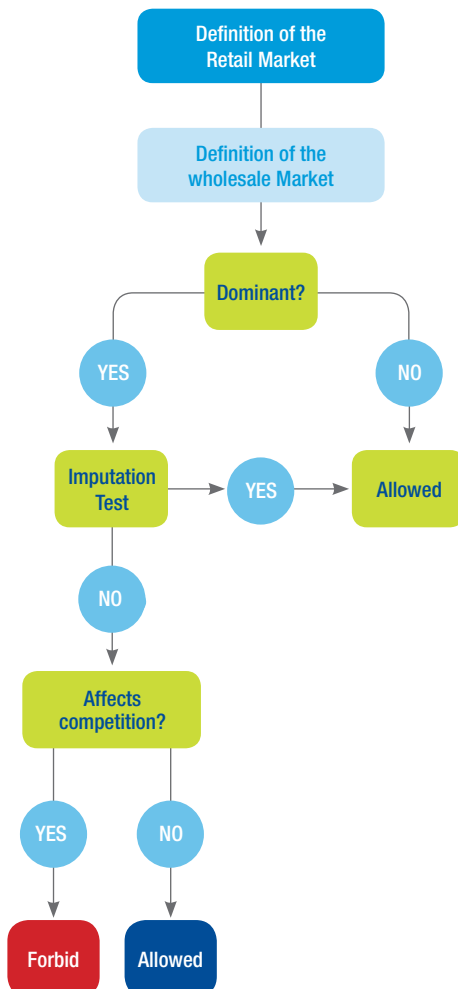 Definition of the
Retail Market
Definition of the
wholesale Market
Dominant?
YES
NO
Imputation
Test
YES
Allowed
NO
Affects
competition?
YES
NO
Forbid
Allowed